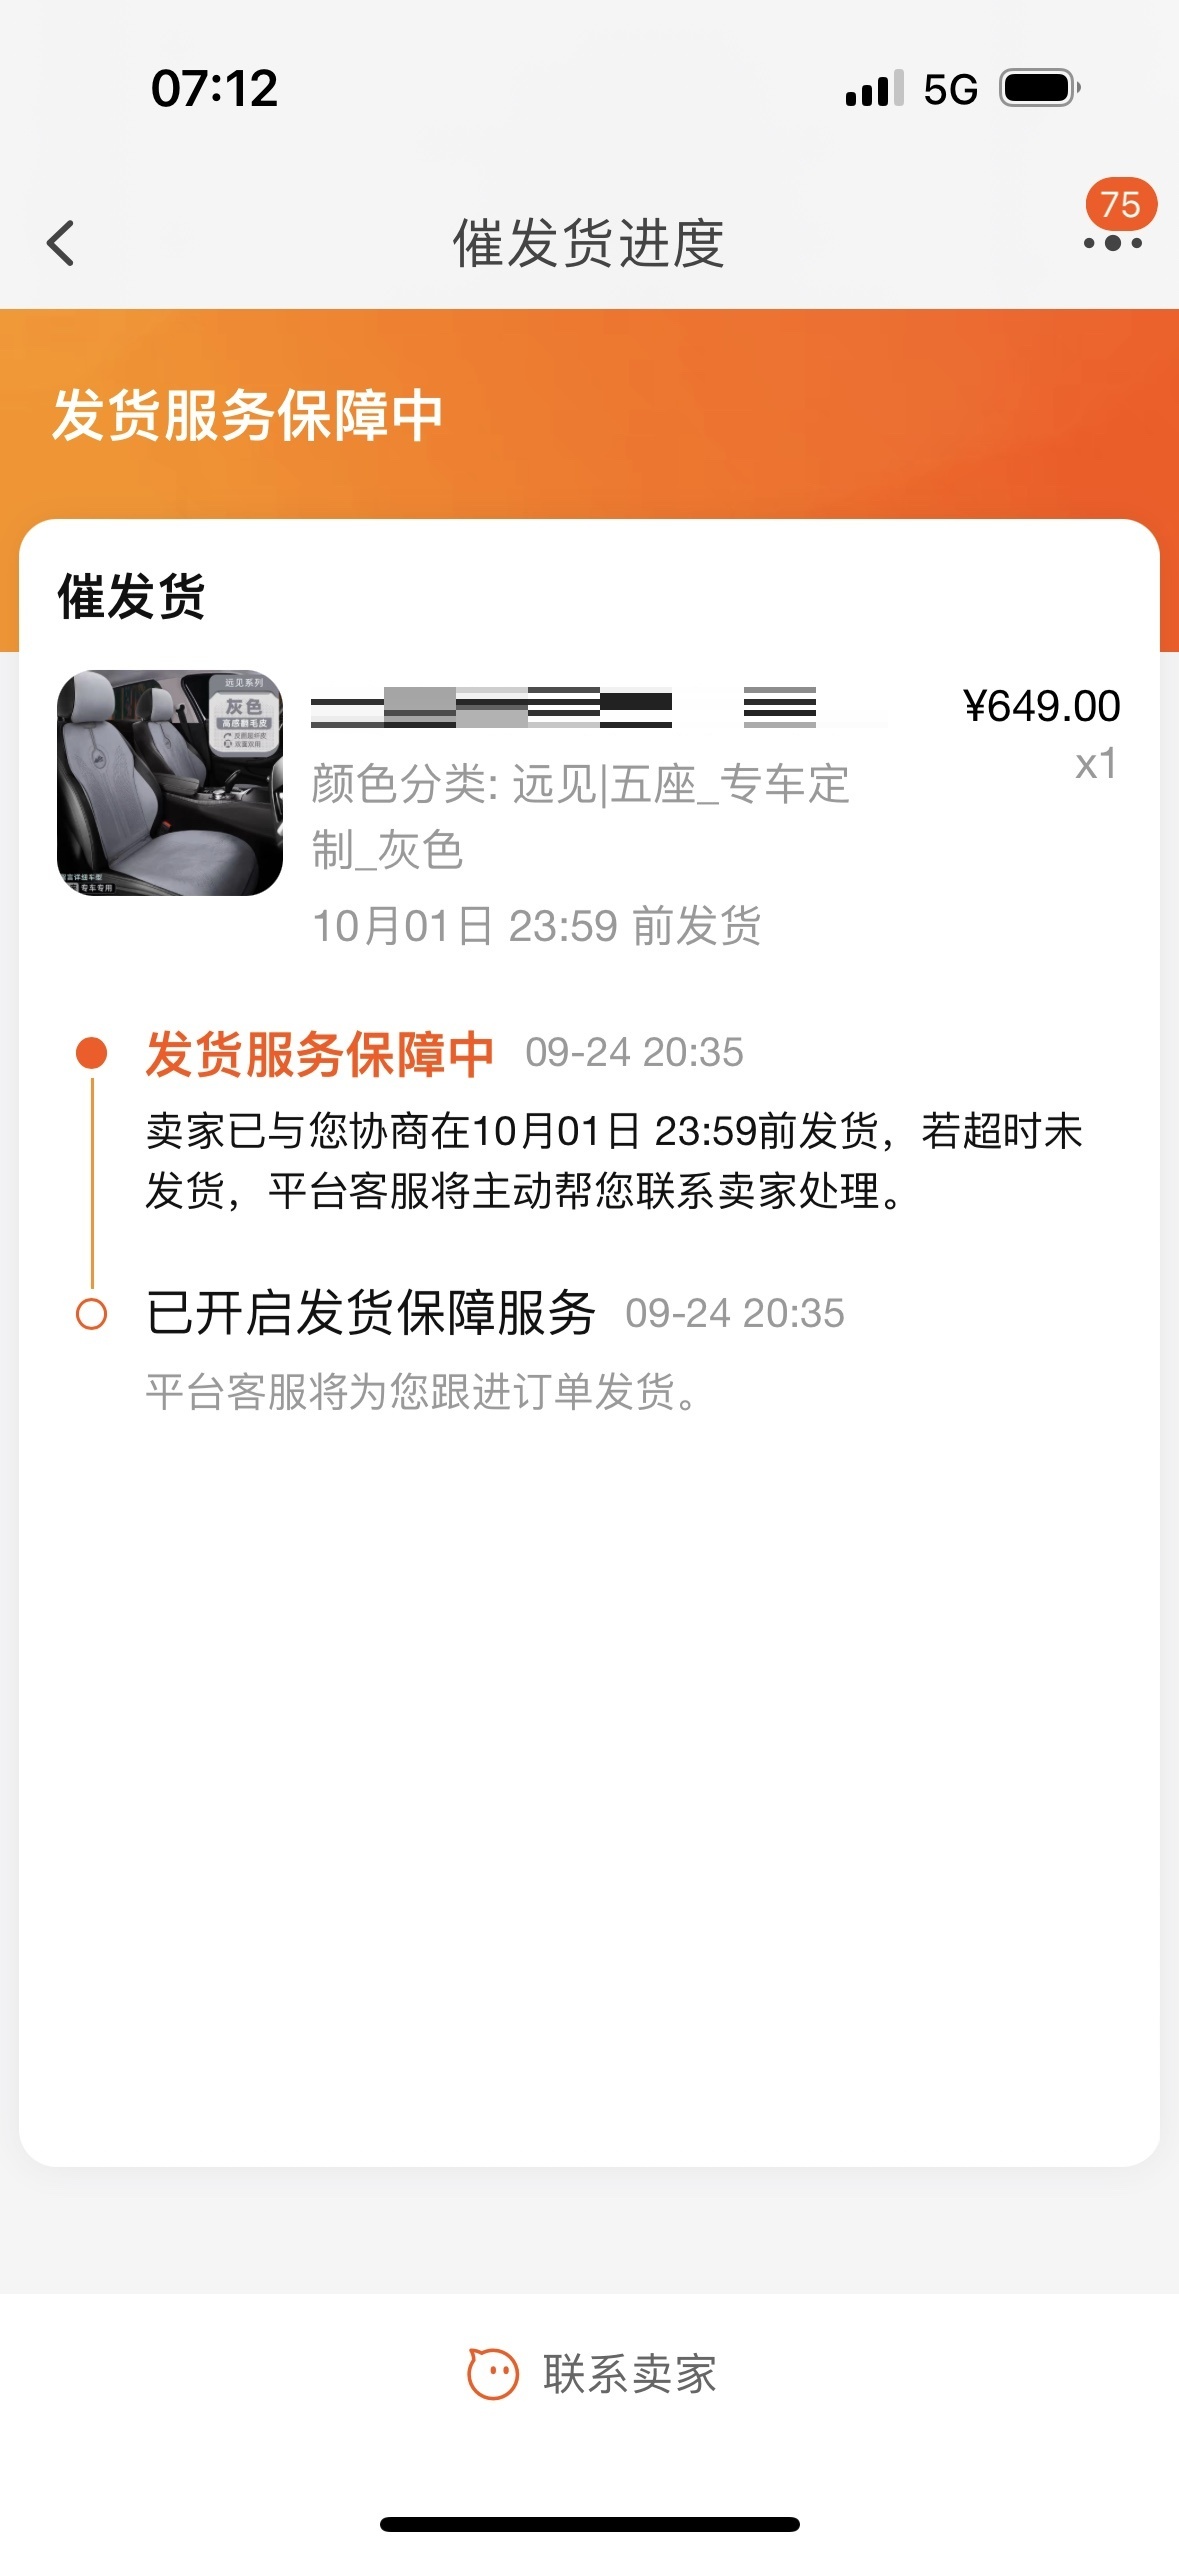 07:12
5G
75
催发货进度
发货服务保障中
催发货
远见系列
灰色
高感翻毛皮
¥649.00
x1
颜色分类: 远见|五座_专车定
制_灰色
10月01日 23:59 前发货
专车专用
发货服务保障中 09-24 20:35
卖家已与您协商在10月01日 23:59前发货，若超时未
发货，平台客服将主动帮您联系卖家处理。
已开启发货保障服务 09-24 20:35
平台客服将为您跟进订单发货。
联系卖家